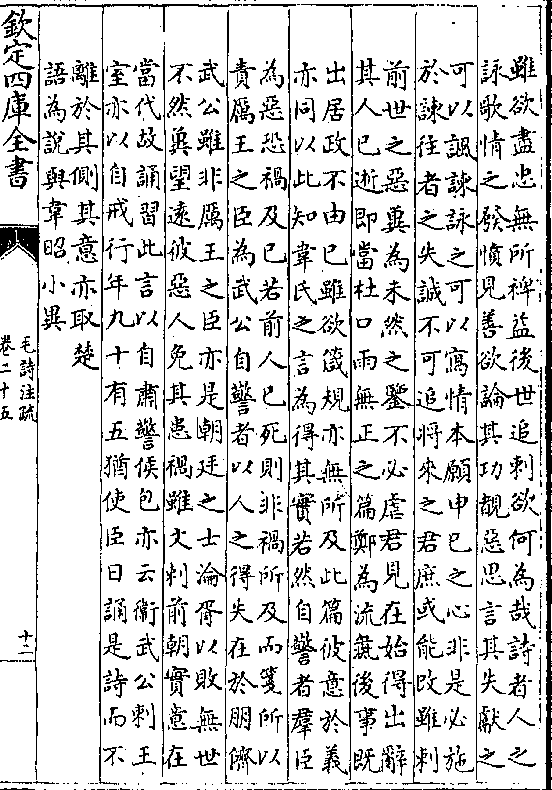 雖欲盡忠無所裨益後世追刺欲何為哉詩者人之
詠歌情之發憤見善欲論其功覩惡思言其失獻之
可以諷諫詠之可以寫情本願申已之心非是必施
於諫往者之失誠不可追將來之君庶或能改雖刺
前世之惡冀為未然之鑒不必虐君見在始得出辭
其人已逝即當杜口雨無正之篇鄭為流彘後事既
出居政不由已雖欲箴規亦無所及此篇彼意於義
亦同以此知韋氏之言為得其實若然自警者羣臣
為惡恐禍及已若前人已死則非禍所及而箋所以
責厲王之臣為武公自警者以人之得失在於朋儕
武公雖非厲王之臣亦是朝廷之士淪胥以敗無世
不然冀望遠彼惡人免其患禍雖文刺前朝實意在
當代故誦習此言以自肅警侯包亦云衛武公刺王
室亦以自戒行年九十有五猶使臣日誦是詩而不
離於其側其意亦取楚
語為說與韋昭小異
欽定四庫全書
毛詩注疏
卷二十五
十二